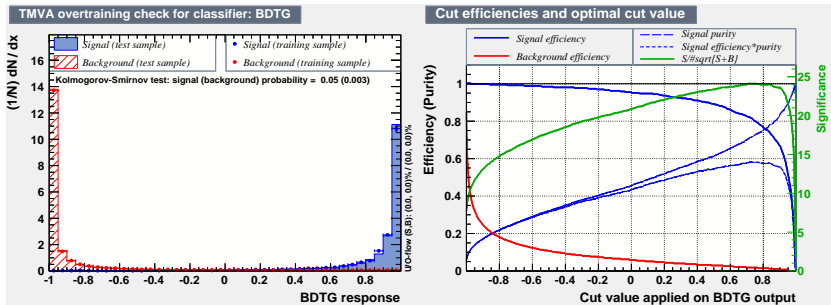 TMVA overtraining check for classifier: BDTG
Signal (test sample)
Background (test sample)
Signal (training sample)
Background (training sample)
Kolmogorov-Smirnov test: signal (background) probability = 0.05 (0.003)
(1/N) dN / dx
16
14
12
10
8
6
4
2
0
-1 -0.8 -0.6 -0.4 -0.2 0 0.2 0.4 0.6 0.8
BDTG response
U/O-flow (S,B): (0.0, 0.0)% / (0.0, 0.0)%
Cut efficiencies and optimal cut value
Signal efficiency
Background efficiency
Signal purity
Signal efficiency*purity
S/#sqrt{S+B}
Efficiency (Purity)
1
0.8
0.6
0.4
0.2
0
-0.8 -0.6 -0.4 -0.2 0 0.2 0.4 0.6 0.8
Cut value applied on BDTG output
25
20
15
10
5
0
Significance